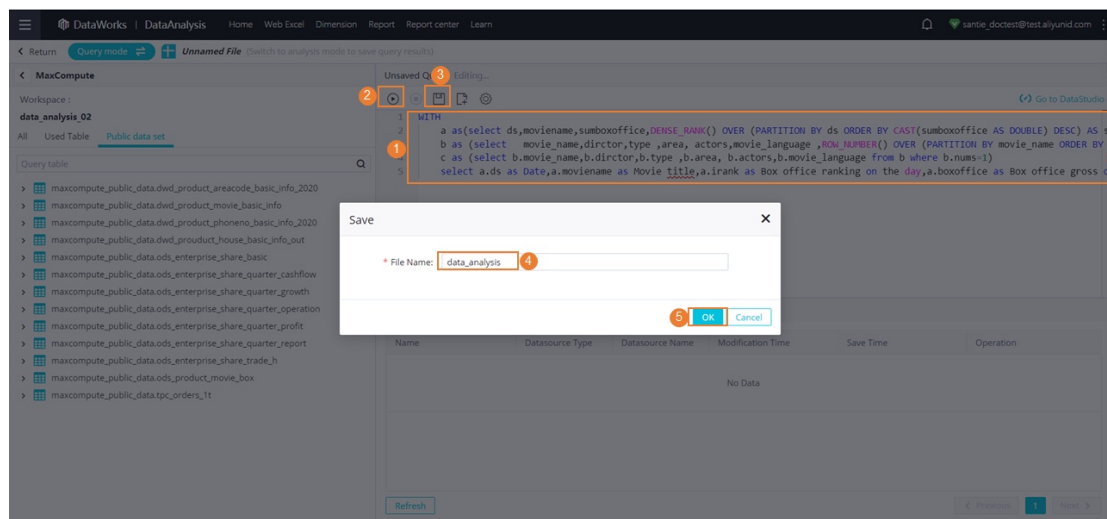 DataWorks | DataAnalysis Home Web Excel Dimension Report Report center Learn santie_doctest@test.aliyunid.com
Return Query mode Unnamed File (Switch to analysis mode to save query results)
MaxCompute
Unsaved Q Editing...
3
Workspace :
data_analysis_02
2
Go to DataStudio
All Used Table Public data set
Query table
1
1 WITH
2 a as(select ds,moviename,sumboxoffice,DENSE_RANK() OVER (PARTITION BY ds ORDER BY CAST(sumboxoffice AS DOUBLE) DESC) AS s
b as (select movie_name,dirctor,type ,area, actors,movie_language ,ROW_NUMBER() OVER (PARTITION BY movie_name ORDER BY
c as (select b.movie_name,b.dirctor,b.type ,b.area, b.actors,b.movie_language from b where b.nums=1)
5 select a.ds as Date,a.moviename as Movie title,a.irank as Box office ranking on the day,a.boxoffice as Box office gross
maxcompute_public_data.dwd_product_areacode_basic_info_2020
maxcompute_public_data.dwd_product_movie_basic_info
maxcompute_public_data.dwd_product_phoneno_basic_info_2020
maxcompute_public_data.dwd_prouduct_house_basic_info_out
maxcompute_public_data.ods_enterprise_share_basic
maxcompute_public_data.ods_enterprise_share_quarter_cashflow
maxcompute_public_data.ods_enterprise_share_quarter_growth
maxcompute_public_data.ods_enterprise_share_quarter_operation
maxcompute_public_data.ods_enterprise_share_quarter_profit
maxcompute_public_data.ods_enterprise_share_quarter_report
maxcompute_public_data.ods_enterprise_share_trade_h
maxcompute_public_data.ods_product_movie_box
maxcompute_public_data.tpc_orders_1t
Save
* File Name: data_analysis 4
5 OK Cancel
Name Datasource Type Datasource Name Modification Time Save Time Operation
No Data
Refresh
Previous 1 Next